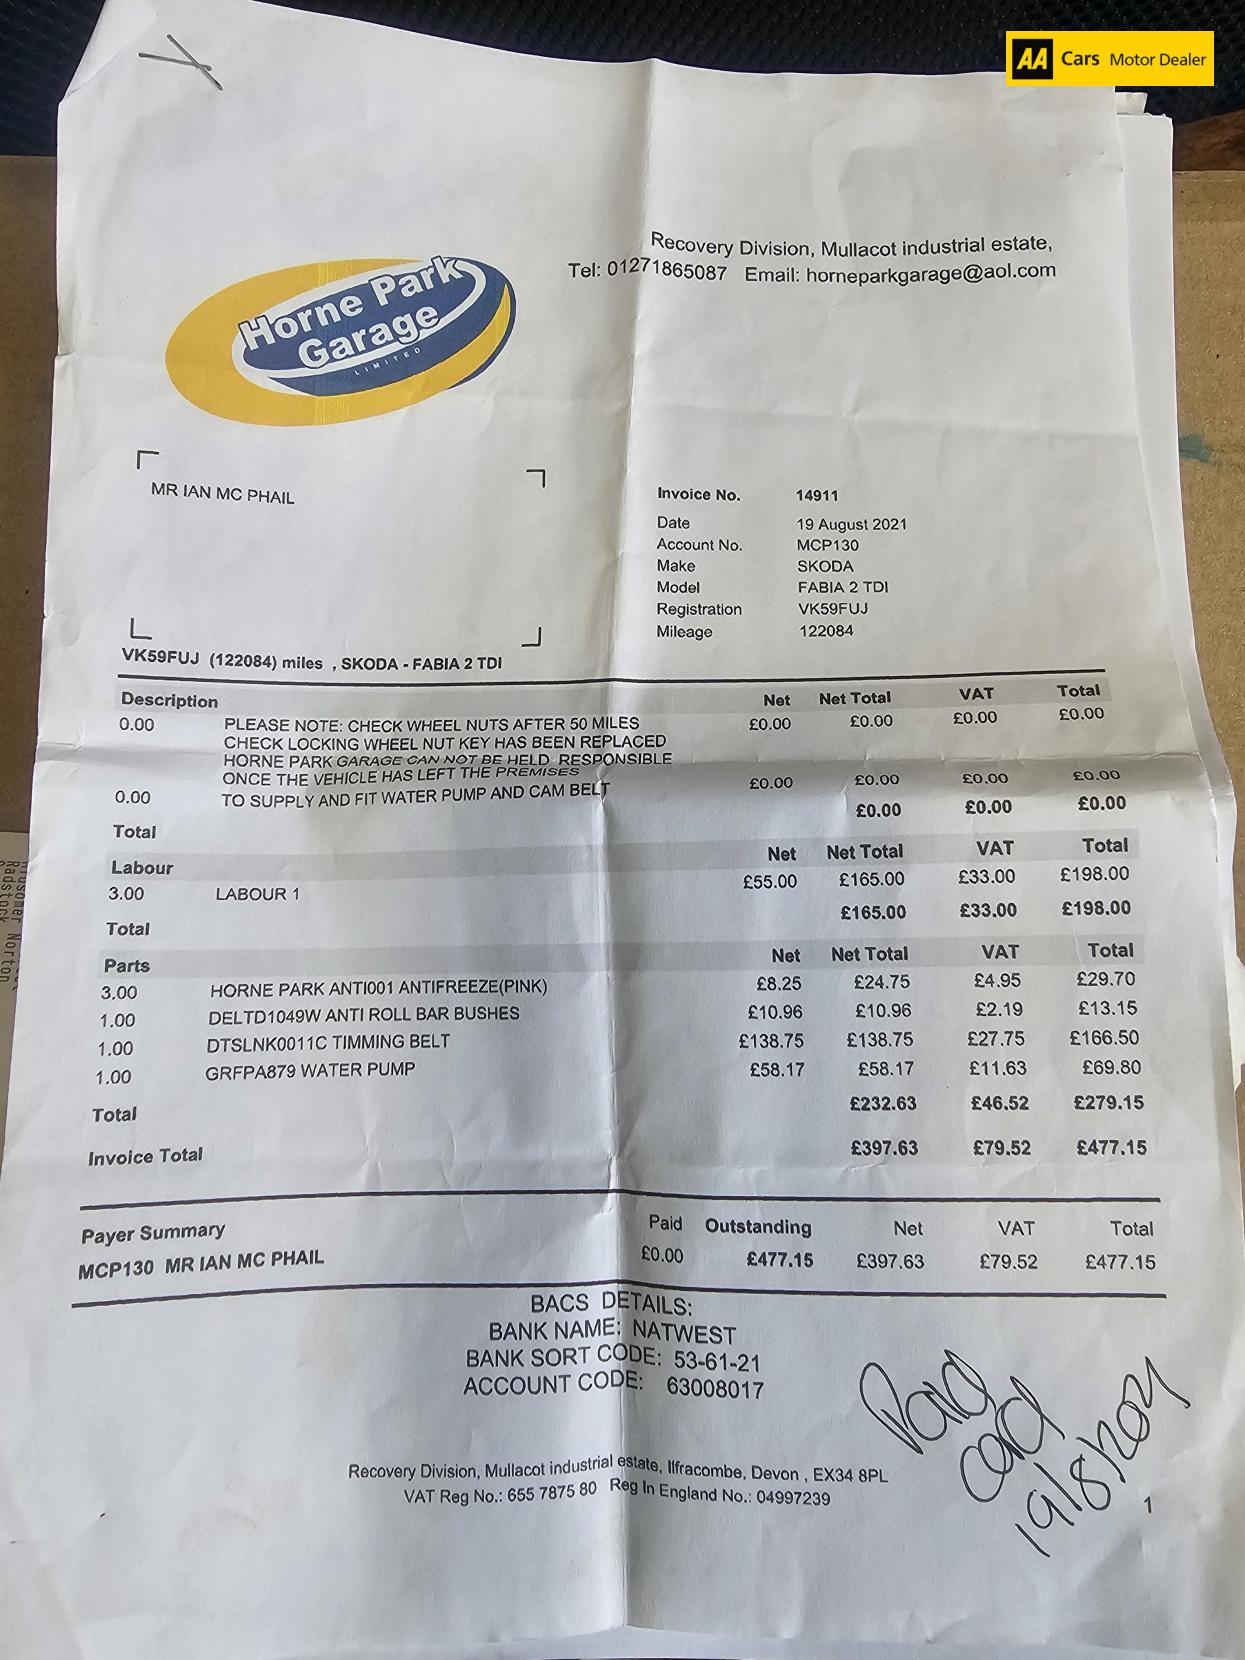 AA Cars Motor Dealer
Recovery Division, Mullacot industrial estate,
Tel: 01271865087 Email: horneparkgarage@aol.com
Horne Park
Garage
LIMITED
MR IAN MC PHAIL
Invoice No. 14911
Date 19 August 2021
Account No. MCP130
Make SKODA
Model FABIA 2 TDI
Registration VK59FUJ
Mileage 122084
VK59FUJ (122084) miles , SKODA - FABIA 2 TDI
Description Net Net Total VAT Total
0.00 PLEASE NOTE: CHECK WHEEL NUTS AFTER 50 MILES £0.00 £0.00 £0.00 £0.00
CHECK LOCKING WHEEL NUT KEY HAS BEEN REPLACED
HORNE PARK GARAGE CAN NOT BE HELD RESPONSIBLE
ONCE THE VEHICLE HAS LEFT THE PREMISES
0.00 TO SUPPLY AND FIT WATER PUMP AND CAM BELT £0.00 £0.00 £0.00 £0.00
Total £0.00 £0.00 £0.00
Labour Net Net Total VAT Total
3.00 LABOUR 1 £55.00 £165.00 £33.00 £198.00
Total £165.00 £33.00 £198.00
Parts Net Net Total VAT Total
3.00 HORNE PARK ANTI001 ANTIFREEZE(PINK) £8.25 £24.75 £4.95 £29.70
1.00 DELTD1049W ANTI ROLL BAR BUSHES £10.96 £10.96 £2.19 £13.15
1.00 DTSLNK0011C TIMMING BELT £138.75 £138.75 £27.75 £166.50
1.00 GRFPA879 WATER PUMP £58.17 £58.17 £11.63 £69.80
Total £232.63 £46.52 £279.15
Invoice Total £397.63 £79.52 £477.15
Payer Summary Paid Outstanding Net VAT Total
MCP130 MR IAN MC PHAIL £0.00 £477.15 £397.63 £79.52 £477.15
BACS DETAILS:
BANK NAME: NATWEST
BANK SORT CODE: 53-61-21
ACCOUNT CODE: 63008017
Paid
card
19/8/2021
Recovery Division, Mullacot industrial estate, Ilfracombe, Devon , EX34 8PL
VAT Reg No.: 655 7875 80 Reg In England No.: 04997239
1
Radstock
Norton